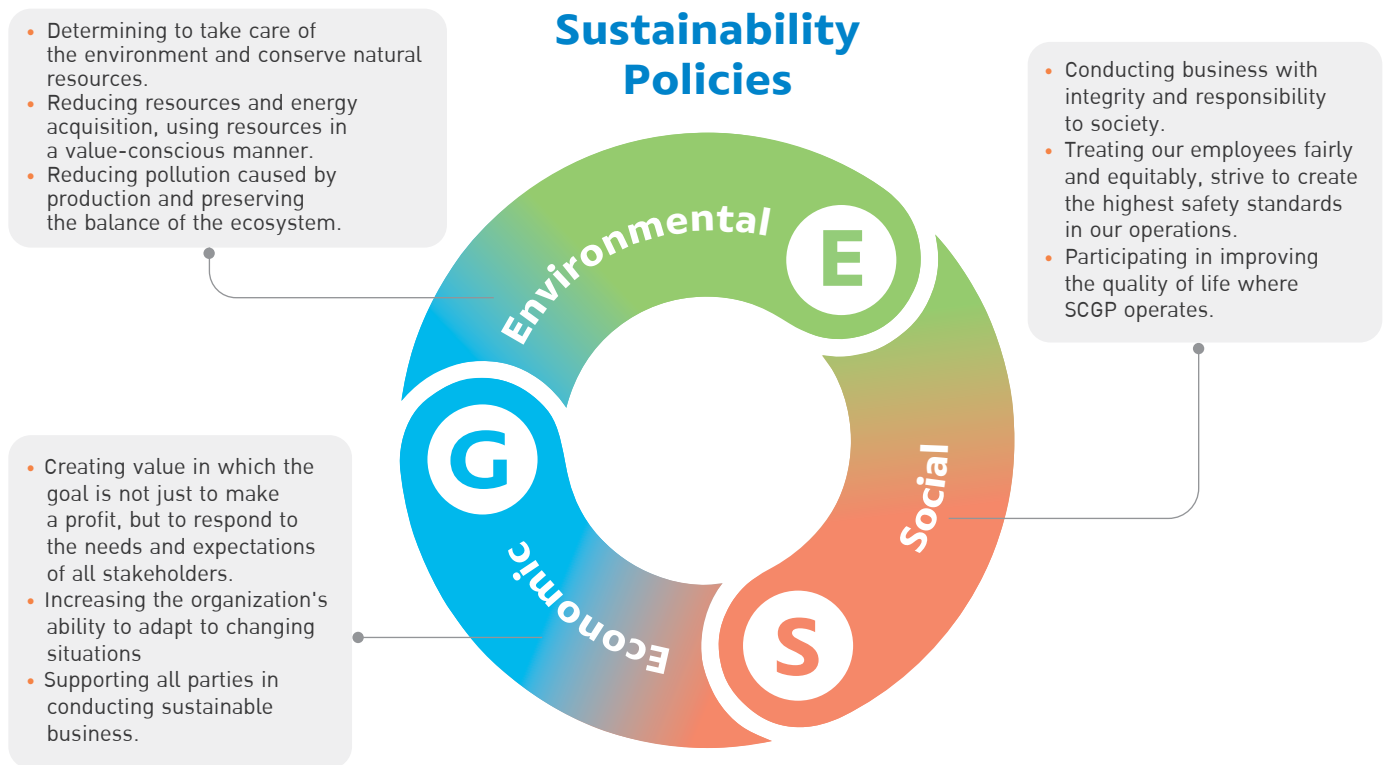 Sustainability
Policies
• Determining to take care of
the environment and conserve natural
resources.
• Reducing resources and energy
acquisition, using resources in
a value-conscious manner.
• Reducing pollution caused by
production and preserving
the balance of the ecosystem.
• Conducting business with
integrity and responsibility
to society.
• Treating our employees fairly
and equitably, strive to create
the highest safety standards
in our operations.
• Participating in improving
the quality of life where
SCGP operates.
Environmental
E
Social
S
Economic
G
• Creating value in which the
goal is not just to make
a profit, but to respond to
the needs and expectations
of all stakeholders.
• Increasing the organization's
ability to adapt to changing
situations
• Supporting all parties in
conducting sustainable
business.